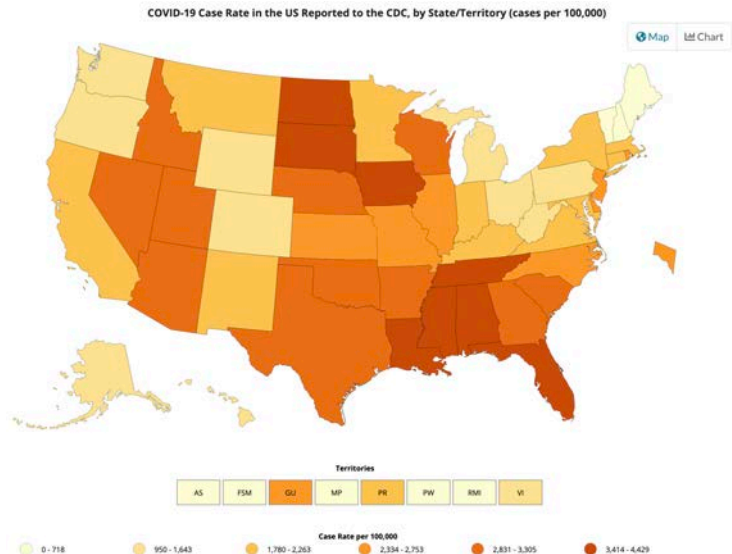 COVID-19 Case Rate in the US Reported to the CDC, by State/Territory (cases per 100,000)
Map Chart
Territories
AS FSM GU MP PR PW RMI VI
Case Rate per 100,000
0 - 718 950 - 1,643 1,780 - 2,263 2,334 - 2,753 2,831 - 3,305 3,414 - 4,429